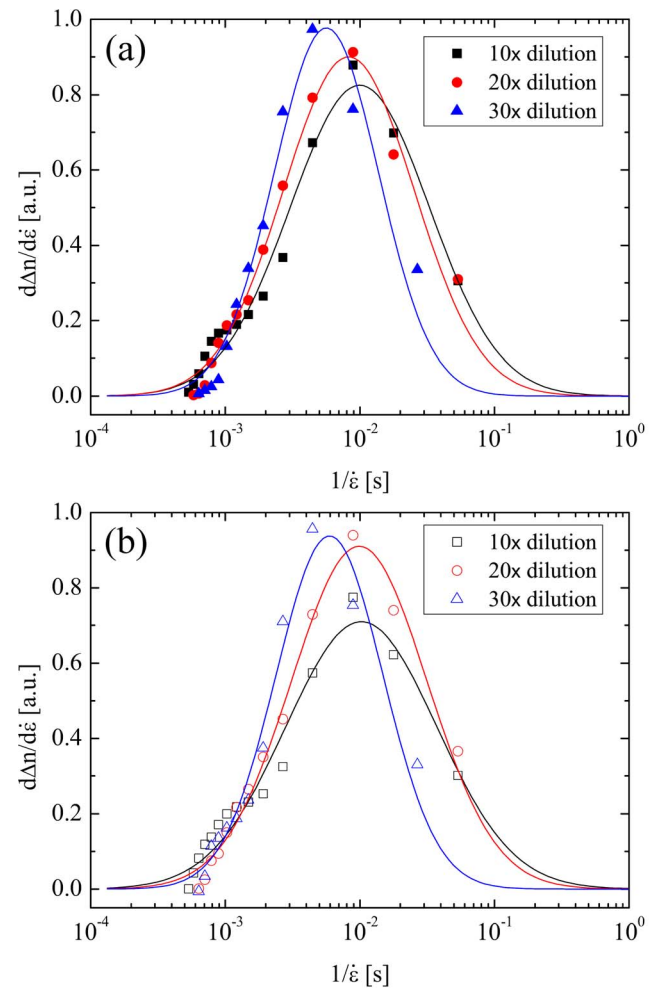 (a)
10x dilution
20x dilution
30x dilution
1.0
0.8
0.6
0.4
0.2
0.0
dΔn/dε̇ [a.u.]
10⁻⁴ 10⁻³ 10⁻² 10⁻¹ 10⁰
1/ε̇ [s]
(b)
10x dilution
20x dilution
30x dilution
1.0
0.8
0.6
0.4
0.2
0.0
dΔn/dε̇ [a.u.]
10⁻⁴ 10⁻³ 10⁻² 10⁻¹ 10⁰
1/ε̇ [s]